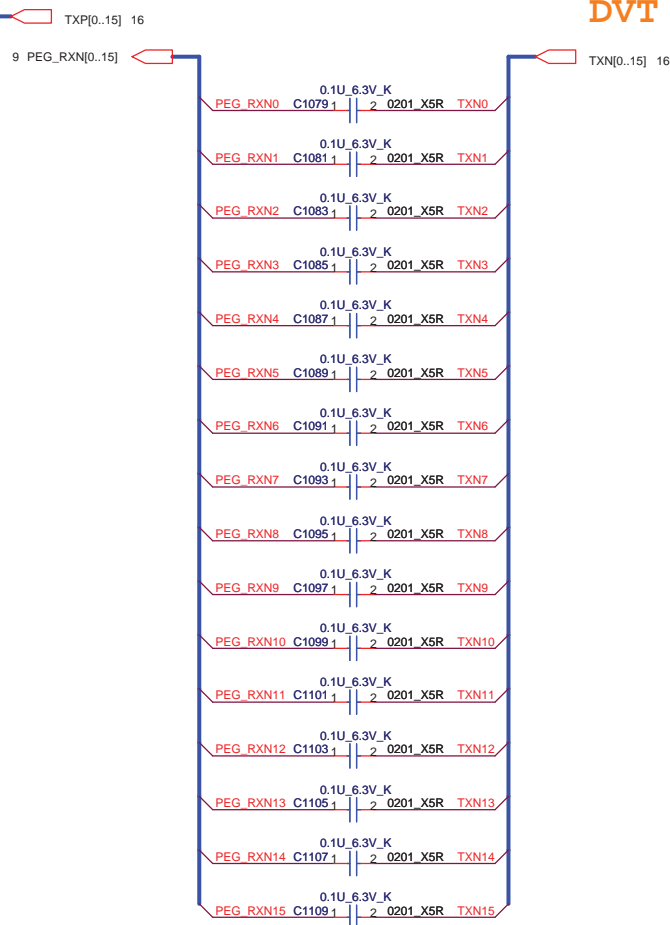 DVT
TXP[0..15] 16
9 PEG_RXN[0..15]
TXN[0..15] 16
0.1U_6.3V_K
PEG_RXN0 C1079 1 2 0201_X5R TXN0
0.1U_6.3V_K
PEG_RXN1 C1081 1 2 0201_X5R TXN1
0.1U_6.3V_K
PEG_RXN2 C1083 1 2 0201_X5R TXN2
0.1U_6.3V_K
PEG_RXN3 C1085 1 2 0201_X5R TXN3
0.1U_6.3V_K
PEG_RXN4 C1087 1 2 0201_X5R TXN4
0.1U_6.3V_K
PEG_RXN5 C1089 1 2 0201_X5R TXN5
0.1U_6.3V_K
PEG_RXN6 C1091 1 2 0201_X5R TXN6
0.1U_6.3V_K
PEG_RXN7 C1093 1 2 0201_X5R TXN7
0.1U_6.3V_K
PEG_RXN8 C1095 1 2 0201_X5R TXN8
0.1U_6.3V_K
PEG_RXN9 C1097 1 2 0201_X5R TXN9
0.1U_6.3V_K
PEG_RXN10 C1099 1 2 0201_X5R TXN10
0.1U_6.3V_K
PEG_RXN11 C1101 1 2 0201_X5R TXN11
0.1U_6.3V_K
PEG_RXN12 C1103 1 2 0201_X5R TXN12
0.1U_6.3V_K
PEG_RXN13 C1105 1 2 0201_X5R TXN13
0.1U_6.3V_K
PEG_RXN14 C1107 1 2 0201_X5R TXN14
0.1U_6.3V_K
PEG_RXN15 C1109 1 2 0201_X5R TXN15